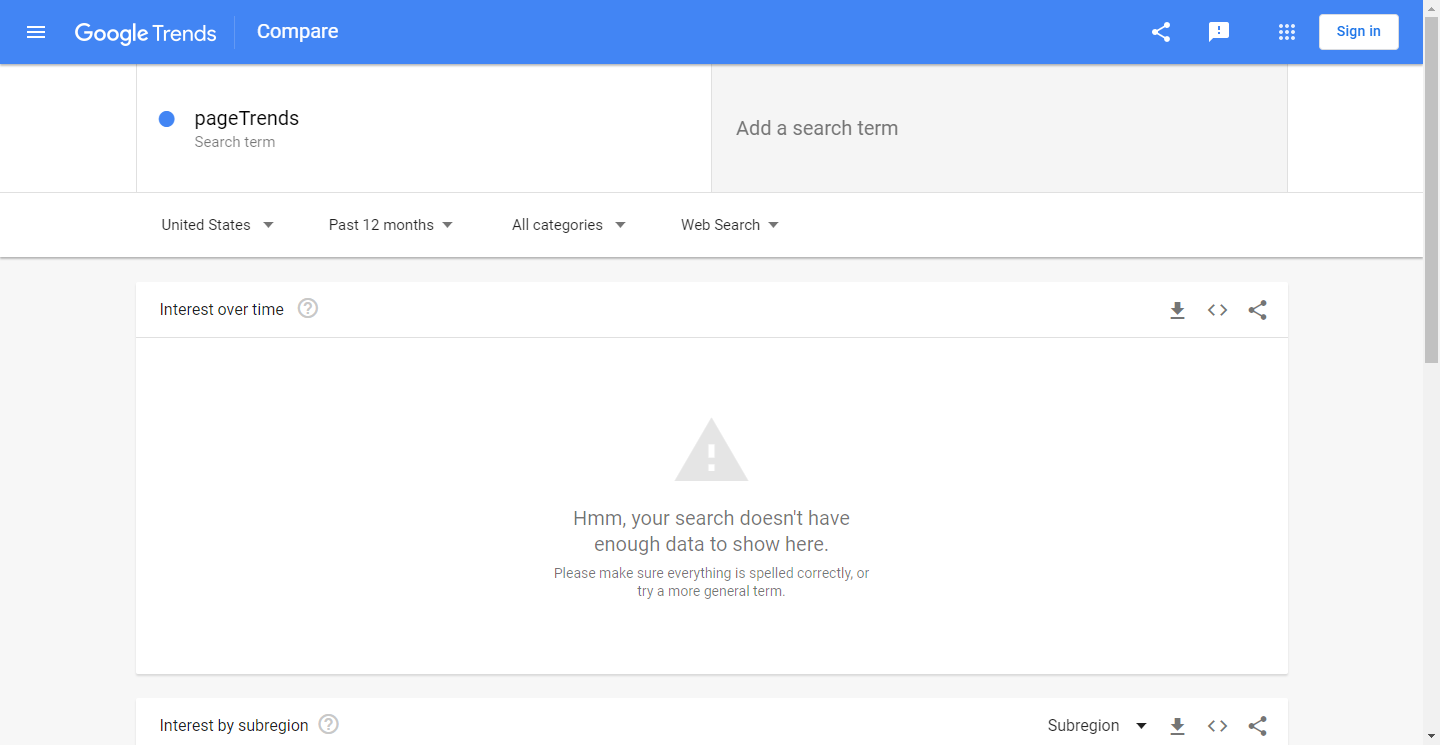 Google Trends Compare Sign in
pageTrends
Search term
Add a search term
United States Past 12 months All categories Web Search
Interest over time
Hmm, your search doesn't have
enough data to show here.
Please make sure everything is spelled correctly, or
try a more general term.
Interest by subregion Subregion